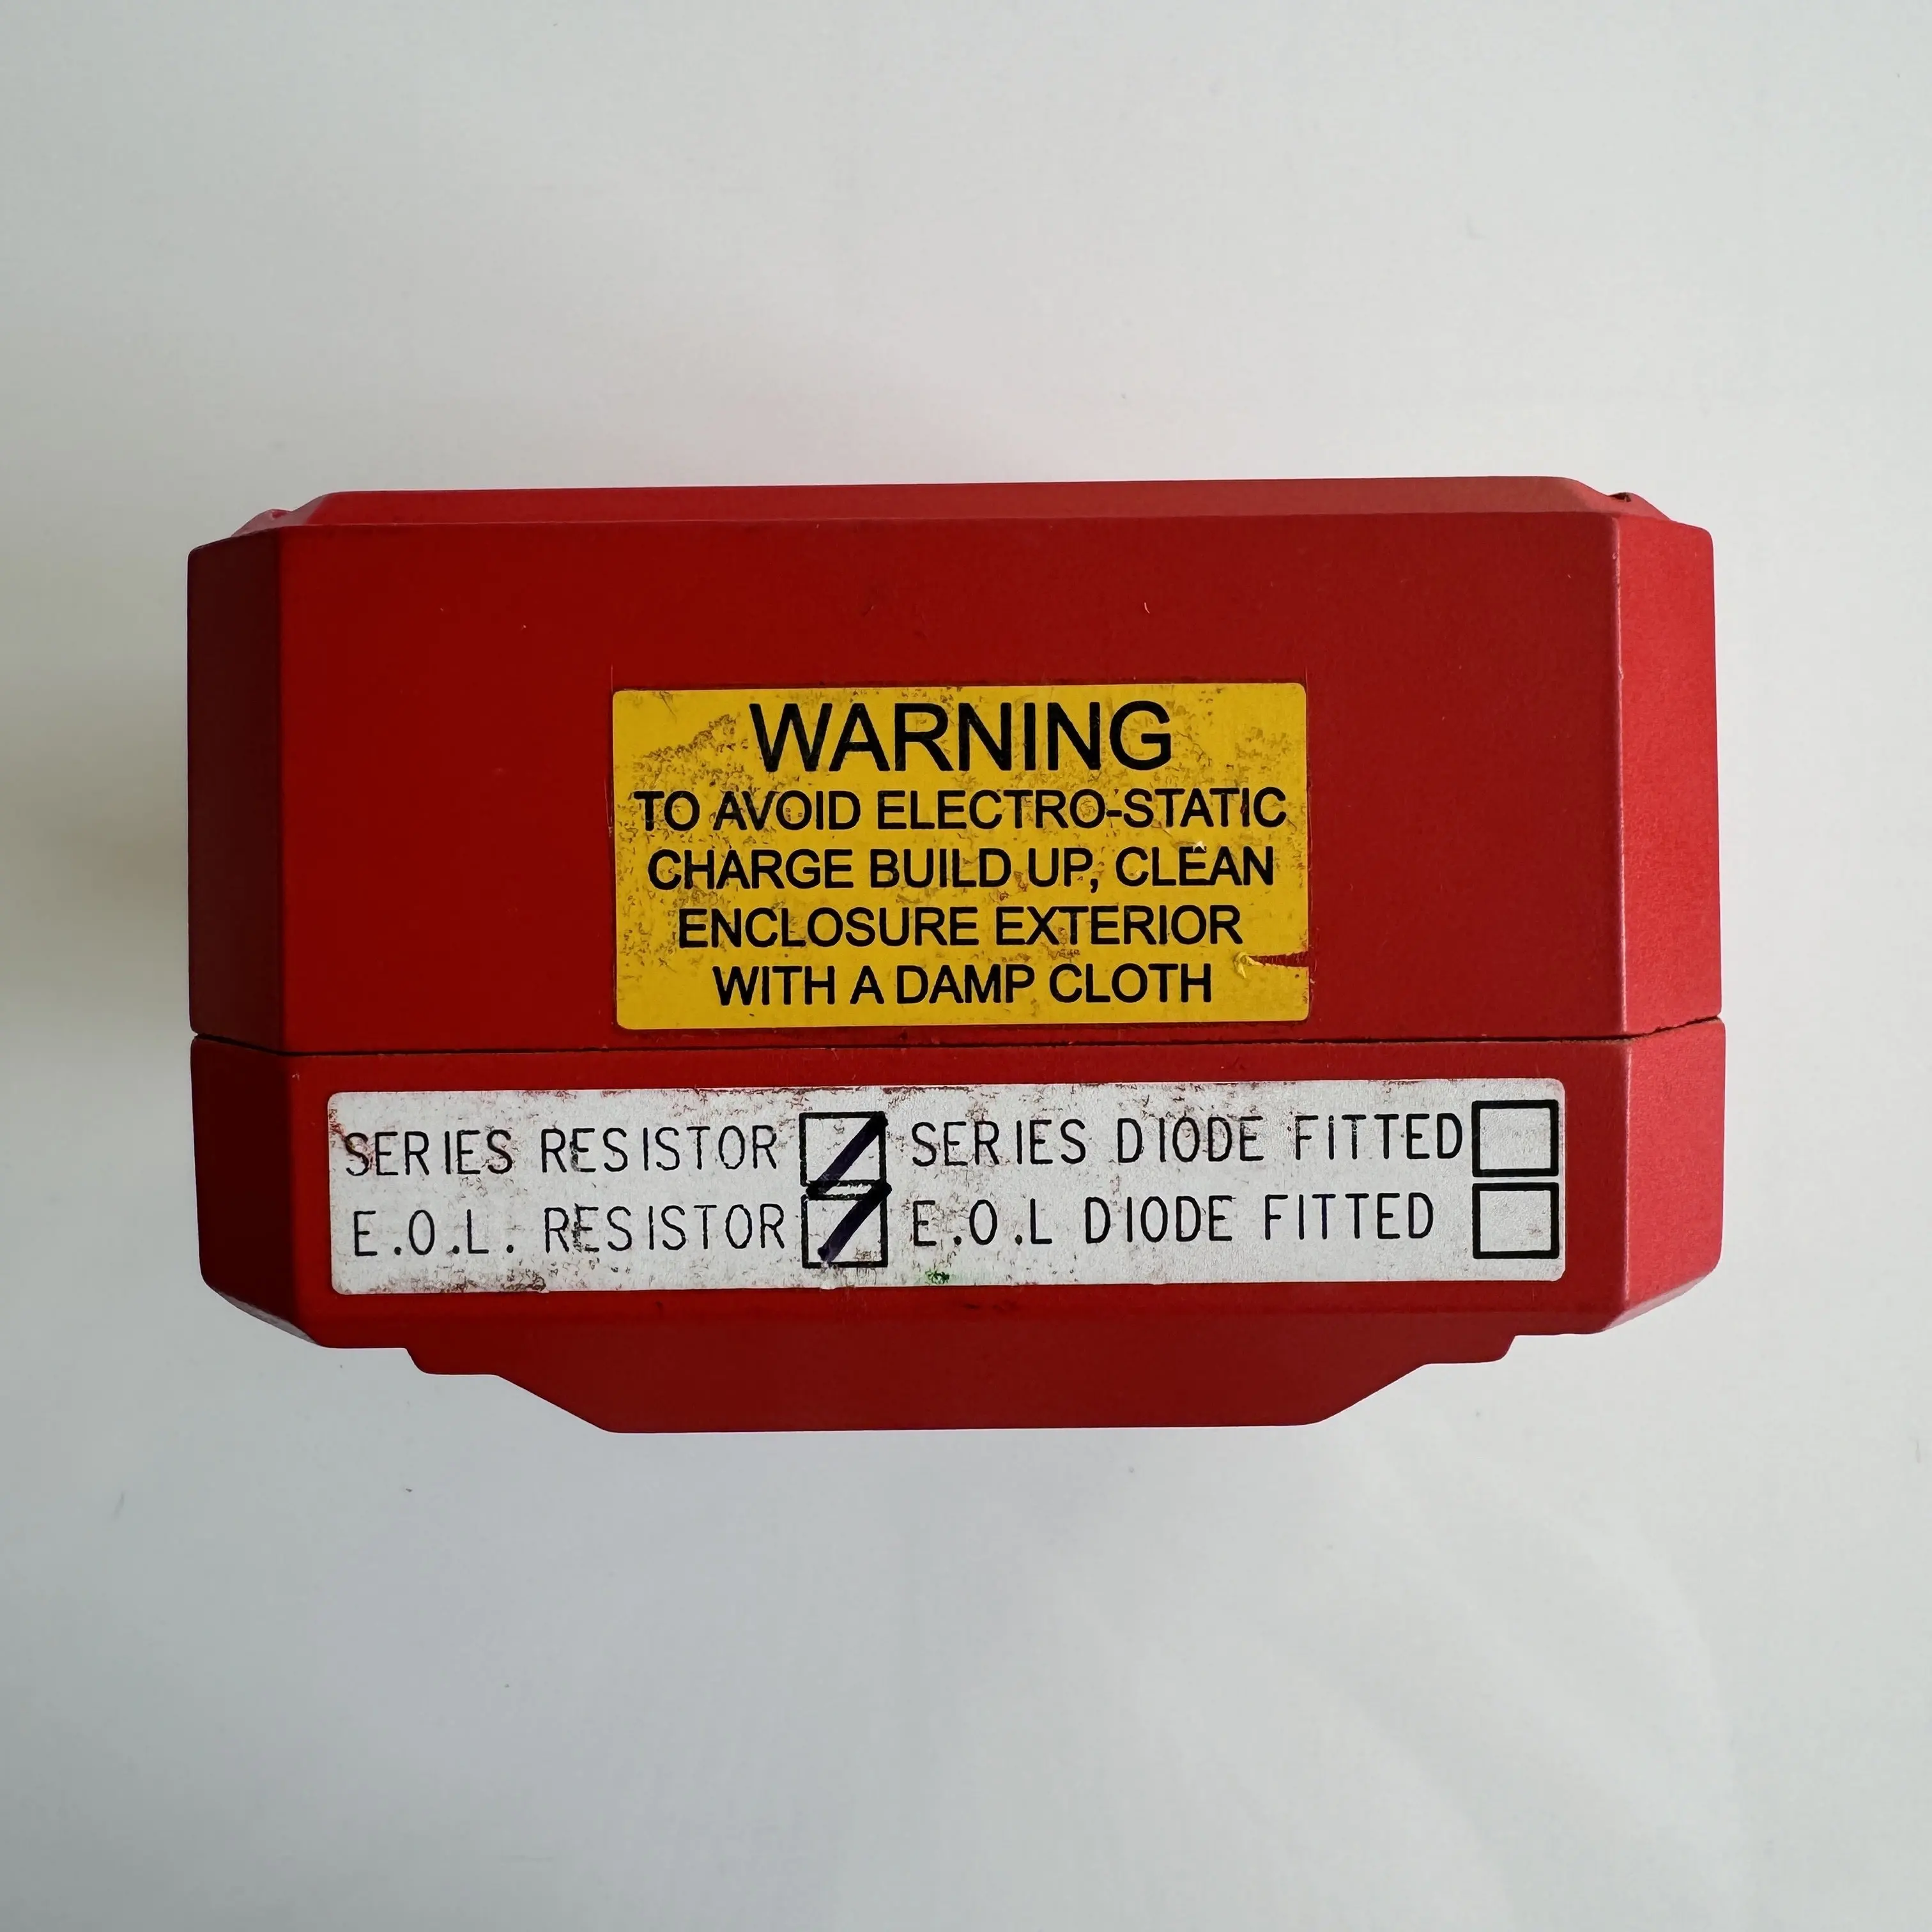 WARNING
TO AVOID ELECTRO-STATIC
CHARGE BUILD UP, CLEAN
ENCLOSURE EXTERIOR
WITH A DAMP CLOTH
SERIES RESISTOR SERIES DIODE FITTED
E.O.L. RESISTOR E.O.L DIODE FITTED